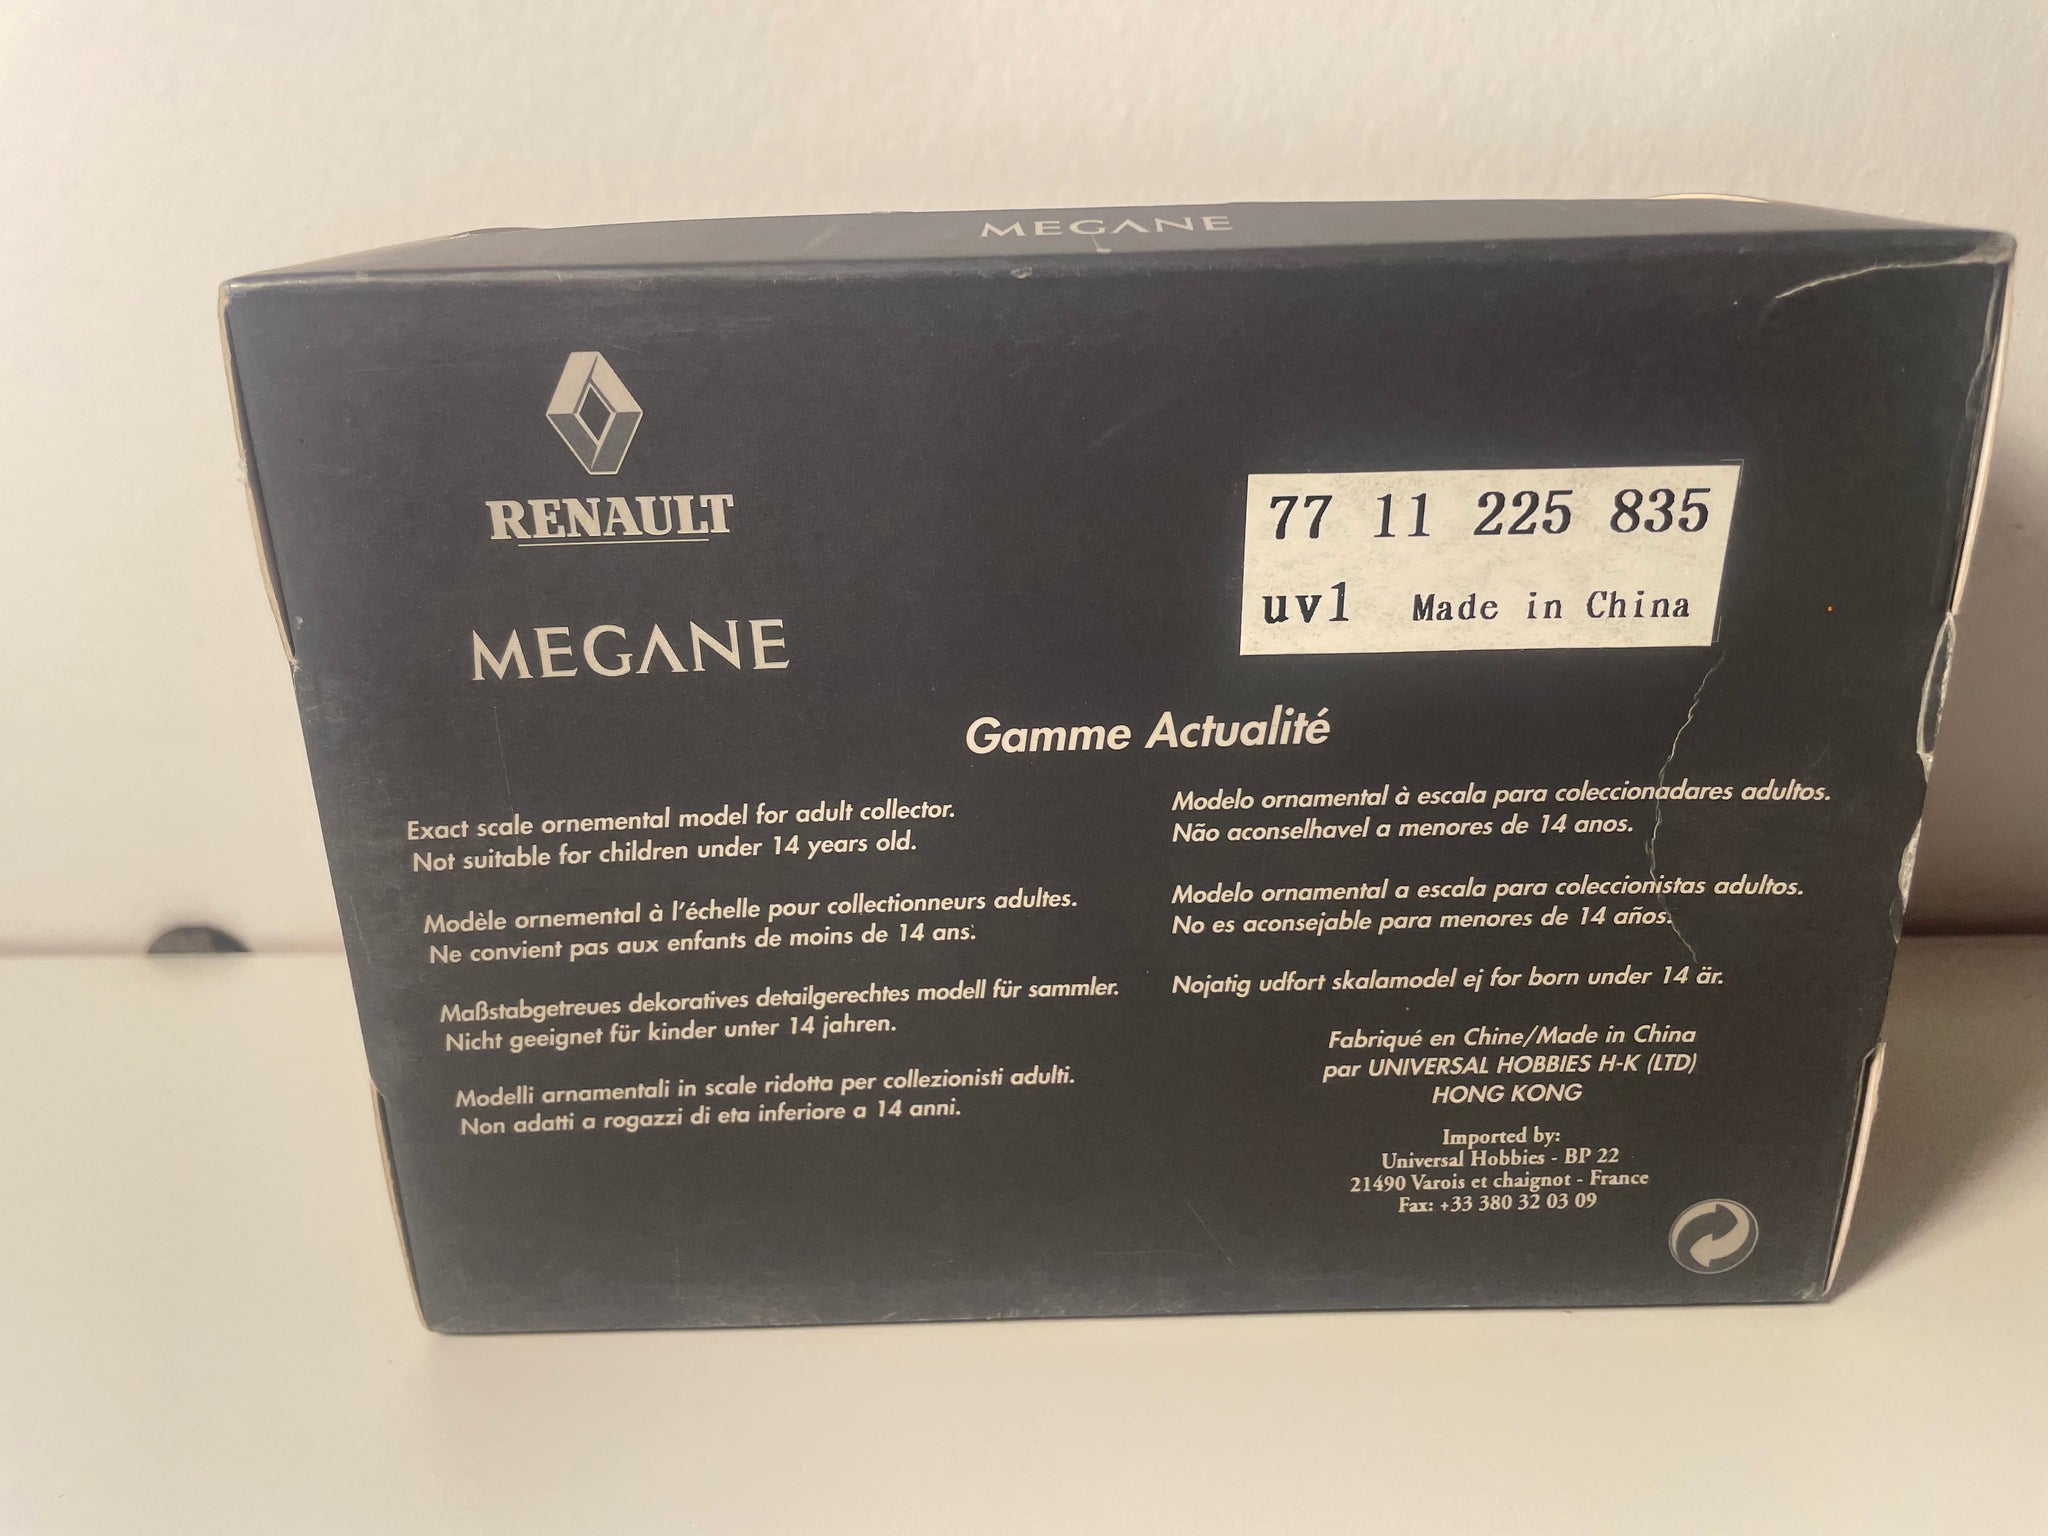 MEGANE
RENAULT
MEGANE
77 11 225 835
uv1 Made in China
Gamme Actualité
Exact scale ornemental model for adult collector.
Not suitable for children under 14 years old.
Modèle ornemental à l'échelle pour collectionneurs adultes.
Ne convient pas aux enfants de moins de 14 ans.
Maßstabgetreues dekoratives detailgerechtes modell für sammler.
Nicht geeignet für kinder unter 14 jahren.
Modelli arnamentali in scale ridotta per collezionisti adulti.
Non adatti a rogazzi di eta inferiore a 14 anni.
Modelo ornamental à escala para coleccionadares adultos.
Não aconselhavel a menores de 14 anos.
Modelo ornamental a escala para coleccionistas adultos.
No es aconsejable para menores de 14 años.
Nojatig udfort skalamodel ej for born under 14 är.
Fabriqué en Chine/Made in China
par UNIVERSAL HOBBIES H-K (LTD)
HONG KONG
Imported by:
Universal Hobbies - BP 22
21490 Varois et chaignot - France
Fax: +33 380 32 03 09